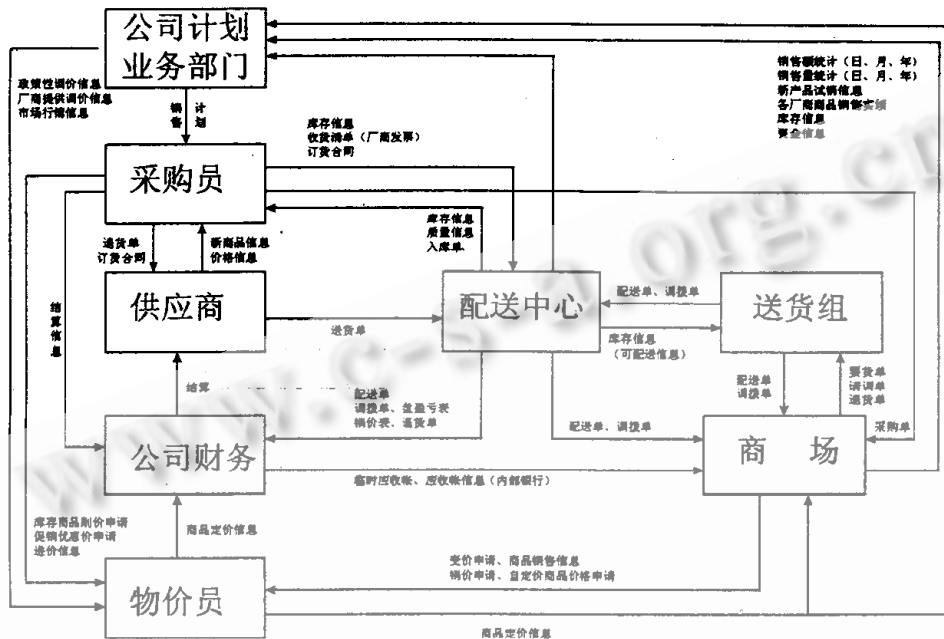 公司计划
业务部门
政策性调价信息
厂商提供调价信息
市场行情信息
销售计划
销售额统计(日、月、年)
销售量统计(日、月、年)
新产品试销信息
各厂商商品销售实绩
库存信息
资金信息
库存信息
收货清单(厂商发票)
订货合同
采购员
退货单
订货合同
新商品信息
价格信息
库存信息
质量信息
入库单
供应商
配送中心
送货组
送货单
配送单、调拨单
库存信息
(可配送信息)
结算信息
结算
配送单
调拨单、盘盈亏表
销价表、退货单
配送单、调拨单
配送单
调拨单
要货单
请调单
退货单
采购单
公司财务
商 场
临时应收帐、应收帐信息(内部银行)
库存商品削价申请
促销优惠价申请
进价信息
商品定价信息
变价申请、商品销售信息
销价申请、自定价商品价格申请
物价员
商品定价信息
www.c-s-a.org.cn